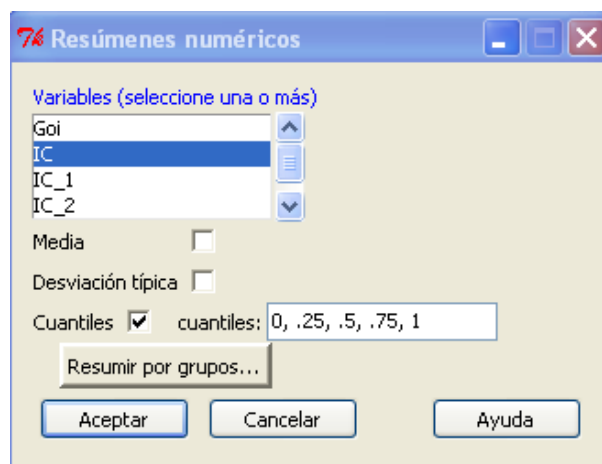 Resúmenes numéricos
Variables (seleccione una o más)
Goi
IC
IC_1
IC_2
Media
Desviación típica
Cuantiles cuantiles: 0, .25, .5, .75, 1
Resumir por grupos...
Aceptar Cancelar Ayuda